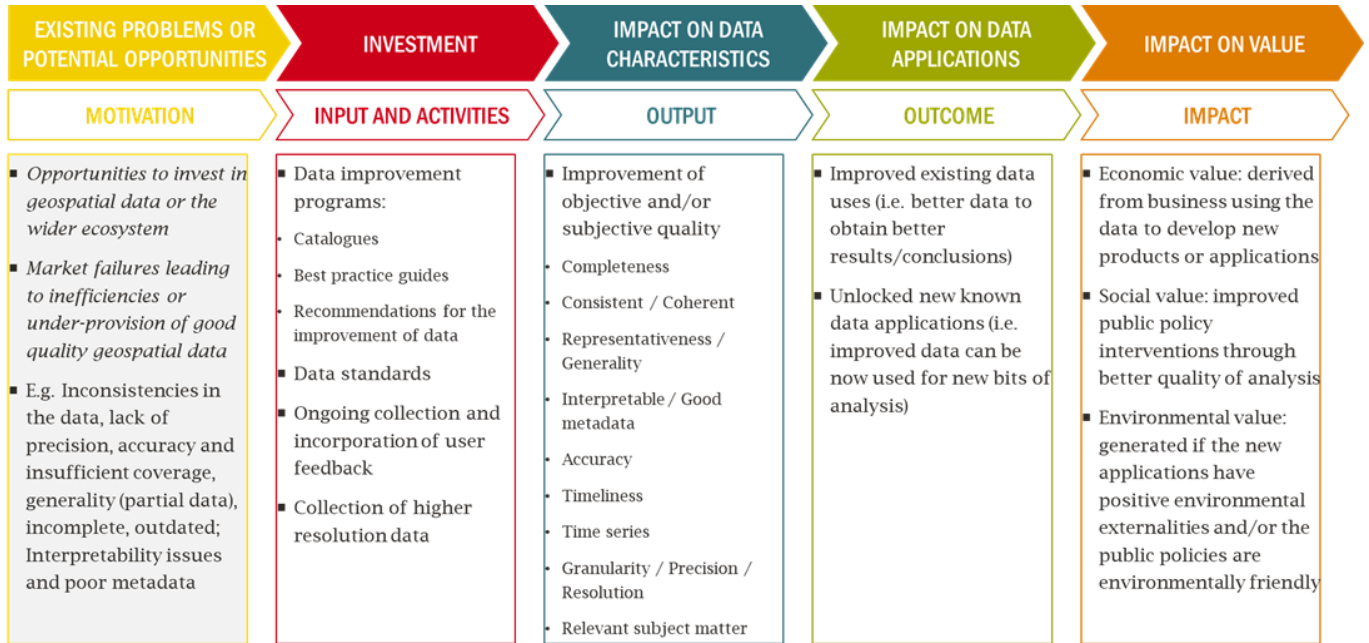 EXISTING PROBLEMS OR
POTENTIAL OPPORTUNITIES
INVESTMENT
IMPACT ON DATA
CHARACTERISTICS
IMPACT ON DATA
APPLICATIONS
IMPACT ON VALUE
MOTIVATION
INPUT AND ACTIVITIES
OUTPUT
OUTCOME
IMPACT
▪ Opportunities to invest in
geospatial data or the
wider ecosystem
▪ Market failures leading
to inefficiencies or
under-provision of good
quality geospatial data
▪ E.g. Inconsistencies in
the data, lack of
precision, accuracy and
insufficient coverage,
generality (partial data),
incomplete, outdated;
Interpretability issues
and poor metadata
▪ Data improvement
programs:
• Catalogues
• Best practice guides
• Recommendations for the
improvement of data
▪ Data standards
▪ Ongoing collection and
incorporation of user
feedback
▪ Collection of higher
resolution data
▪ Improvement of
objective and/or
subjective quality
• Completeness
• Consistent / Coherent
• Representativeness /
Generality
• Interpretable / Good
metadata
• Accuracy
• Timeliness
• Time series
• Granularity / Precision /
Resolution
• Relevant subject matter
▪ Improved existing data
uses (i.e. better data to
obtain better
results/conclusions)
▪ Unlocked new known
data applications (i.e.
improved data can be
now used for new bits of
analysis)
▪ Economic value: derived
from business using the
data to develop new
products or applications
▪ Social value: improved
public policy
interventions through
better quality of analysis
▪ Environmental value:
generated if the new
applications have
positive environmental
externalities and/or the
public policies are
environmentally friendly